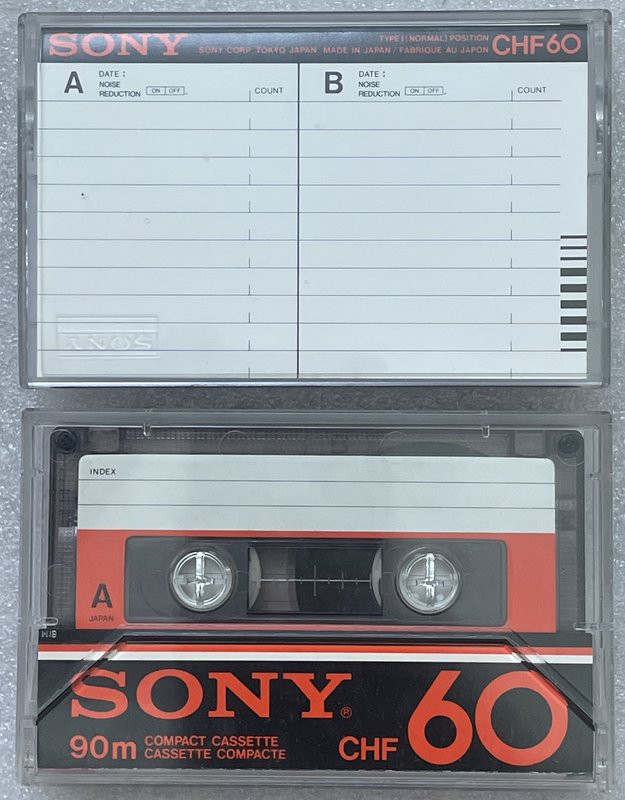 SONY TYPE I (NORMAL) POSITION
SONY CORP. TOKYO JAPAN MADE IN JAPAN / FABRIQUE AU JAPON CHF60
A DATE : B DATE :
NOISE REDUCTION ON OFF COUNT NOISE REDUCTION ON OFF COUNT
SONY
INDEX
A
JAPAN
SONY®
90m COMPACT CASSETTE
CASSETTE COMPACTE
CHF 60